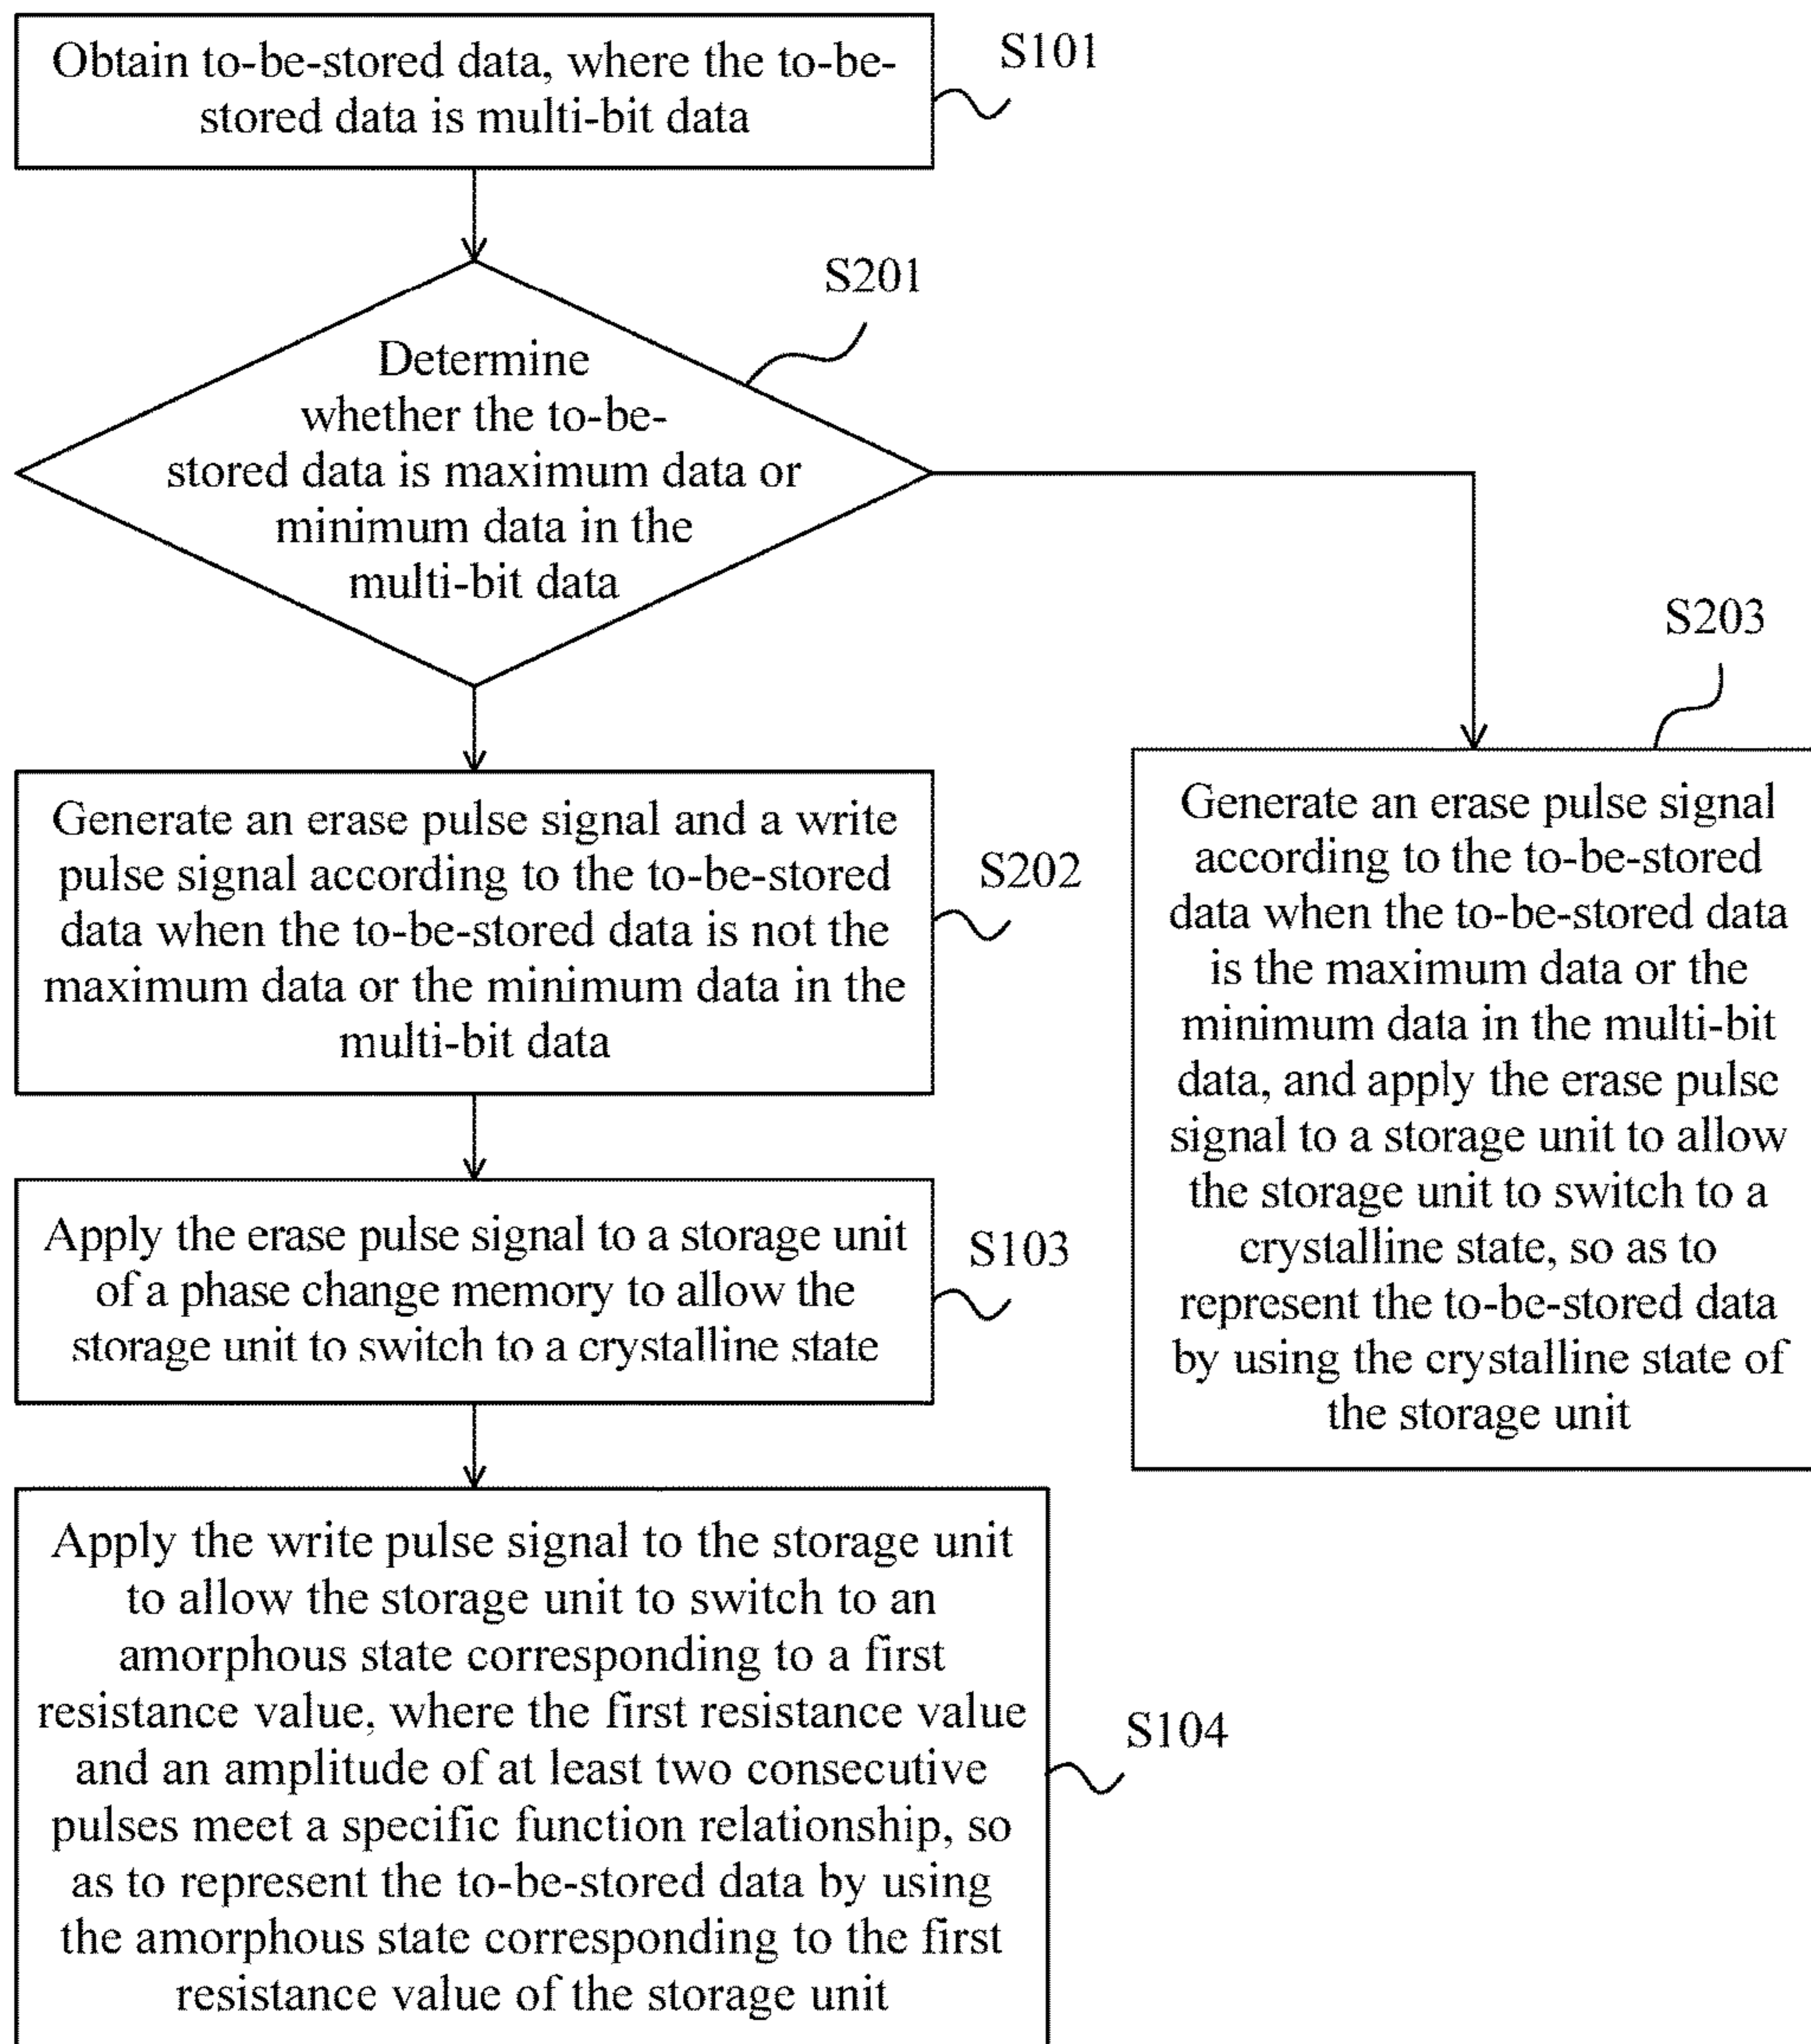 Obtain to-be-stored data, where the to-be-
stored data is multi-bit data
S101
S201
Determine
whether the to-be-
stored data is maximum data or
minimum data in the
multi-bit data
Generate an erase pulse signal and a write
pulse signal according to the to-be-stored
data when the to-be-stored data is not the
maximum data or the minimum data in the
multi-bit data
S202
S203
Generate an erase pulse signal
according to the to-be-stored
data when the to-be-stored data
is the maximum data or the
minimum data in the multi-bit
data, and apply the erase pulse
signal to a storage unit to allow
the storage unit to switch to a
crystalline state, so as to
represent the to-be-stored data
by using the crystalline state of
the storage unit
Apply the erase pulse signal to a storage unit
of a phase change memory to allow the
storage unit to switch to a crystalline state
S103
Apply the write pulse signal to the storage unit
to allow the storage unit to switch to an
amorphous state corresponding to a first
resistance value, where the first resistance value
and an amplitude of at least two consecutive
pulses meet a specific function relationship, so
as to represent the to-be-stored data by using
the amorphous state corresponding to the first
resistance value of the storage unit
S104